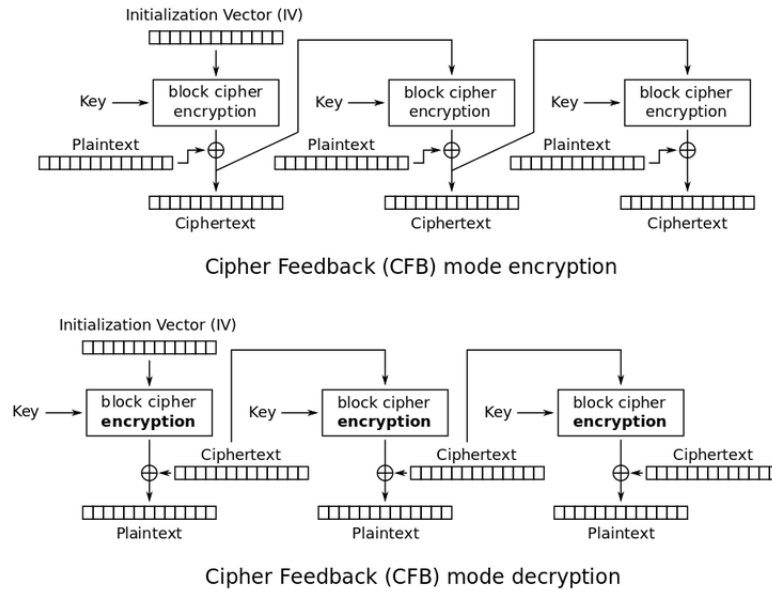 Initialization Vector (IV)
Key
block cipher
encryption
Key
block cipher
encryption
Key
block cipher
encryption
Plaintext
Plaintext
Plaintext
Ciphertext
Ciphertext
Ciphertext
Cipher Feedback (CFB) mode encryption
Initialization Vector (IV)
Key
block cipher
encryption
Key
block cipher
encryption
Key
block cipher
encryption
Ciphertext
Ciphertext
Ciphertext
Plaintext
Plaintext
Plaintext
Cipher Feedback (CFB) mode decryption